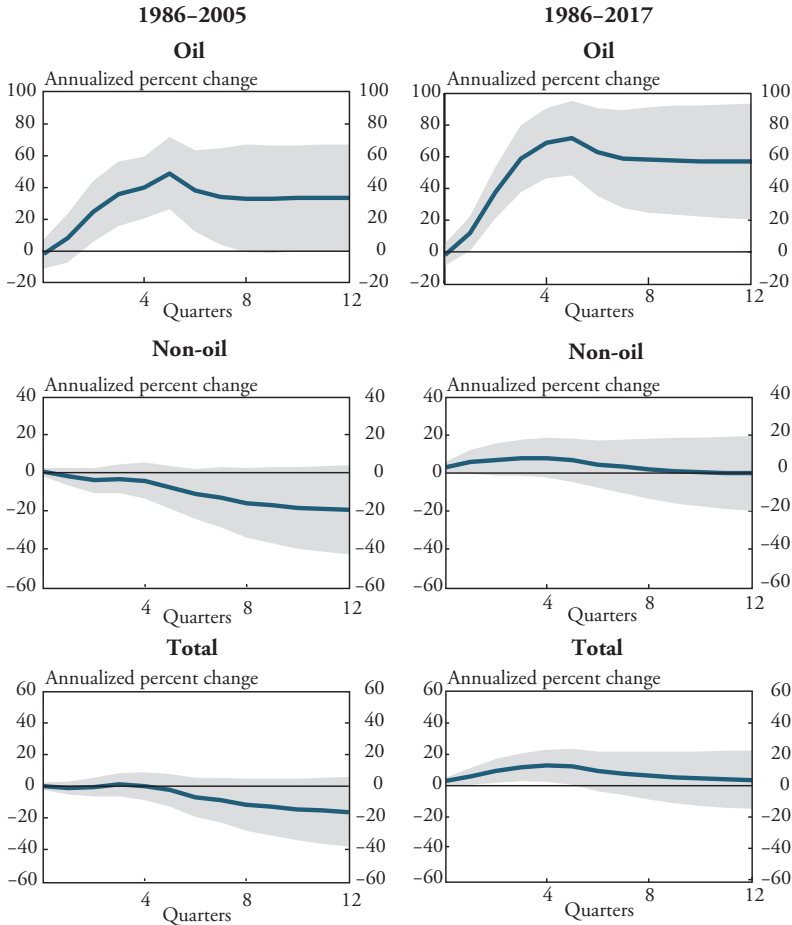 1986–2005 1986–2017
Oil Oil
Annualized percent change Annualized percent change
100 100 100 100
80 80 80 80
60 60 60 60
40 40 40 40
20 20 20 20
0 0 0 0
–20 –20 –20 –20
4 8 12 4 8 12
Quarters Quarters
Non-oil Non-oil
Annualized percent change Annualized percent change
40 40 40 40
20 20 20 20
0 0 0 0
–20 –20 –20 –20
–40 –40 –40 –40
–60 –60 –60 –60
4 8 12 4 8 12
Quarters Quarters
Total Total
Annualized percent change Annualized percent change
60 60 60 60
40 40 40 40
20 20 20 20
0 0 0 0
–20 –20 –20 –20
–40 –40 –40 –40
–60 –60 –60 –60
4 8 12 4 8 12
Quarters Quarters